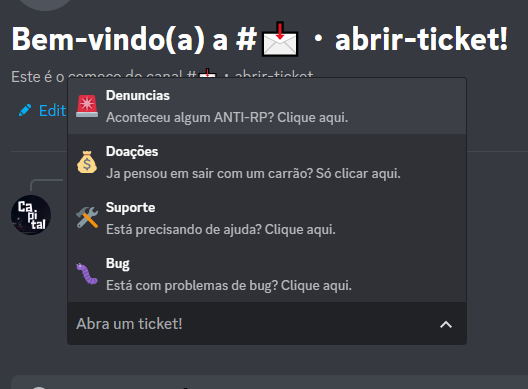 Bem-vindo(a) a # • abrir-ticket!
Este é o começo do canal # • abrir-ticket.
Edit
Denuncias
Aconteceu algum ANTI-RP? Clique aqui.
Doações
Ja pensou em sair com um carrão? Só clicar aqui.
Suporte
Está precisando de ajuda? Clique aqui.
Bug
Está com problemas de bug? Clique aqui.
Ca
pi
tal
Abra um ticket!